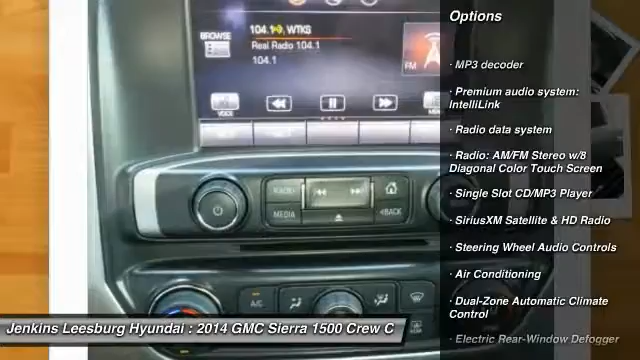 Options
· MP3 decoder
· Premium audio system:
IntelliLink
· Radio data system
· Radio: AM/FM Stereo w/8
Diagonal Color Touch Screen
· Single Slot CD/MP3 Player
· SiriusXM Satellite & HD Radio
· Steering Wheel Audio Controls
· Air Conditioning
· Dual-Zone Automatic Climate
Control
· Electric Rear-Window Defogger
BROWSE
104.1 WTKS
Real Radio 104.1
104.1
FM
VOICE
RADIO
MEDIA
BACK
A/C
Jenkins Leesburg Hyundai : 2014 GMC Sierra 1500 Crew C